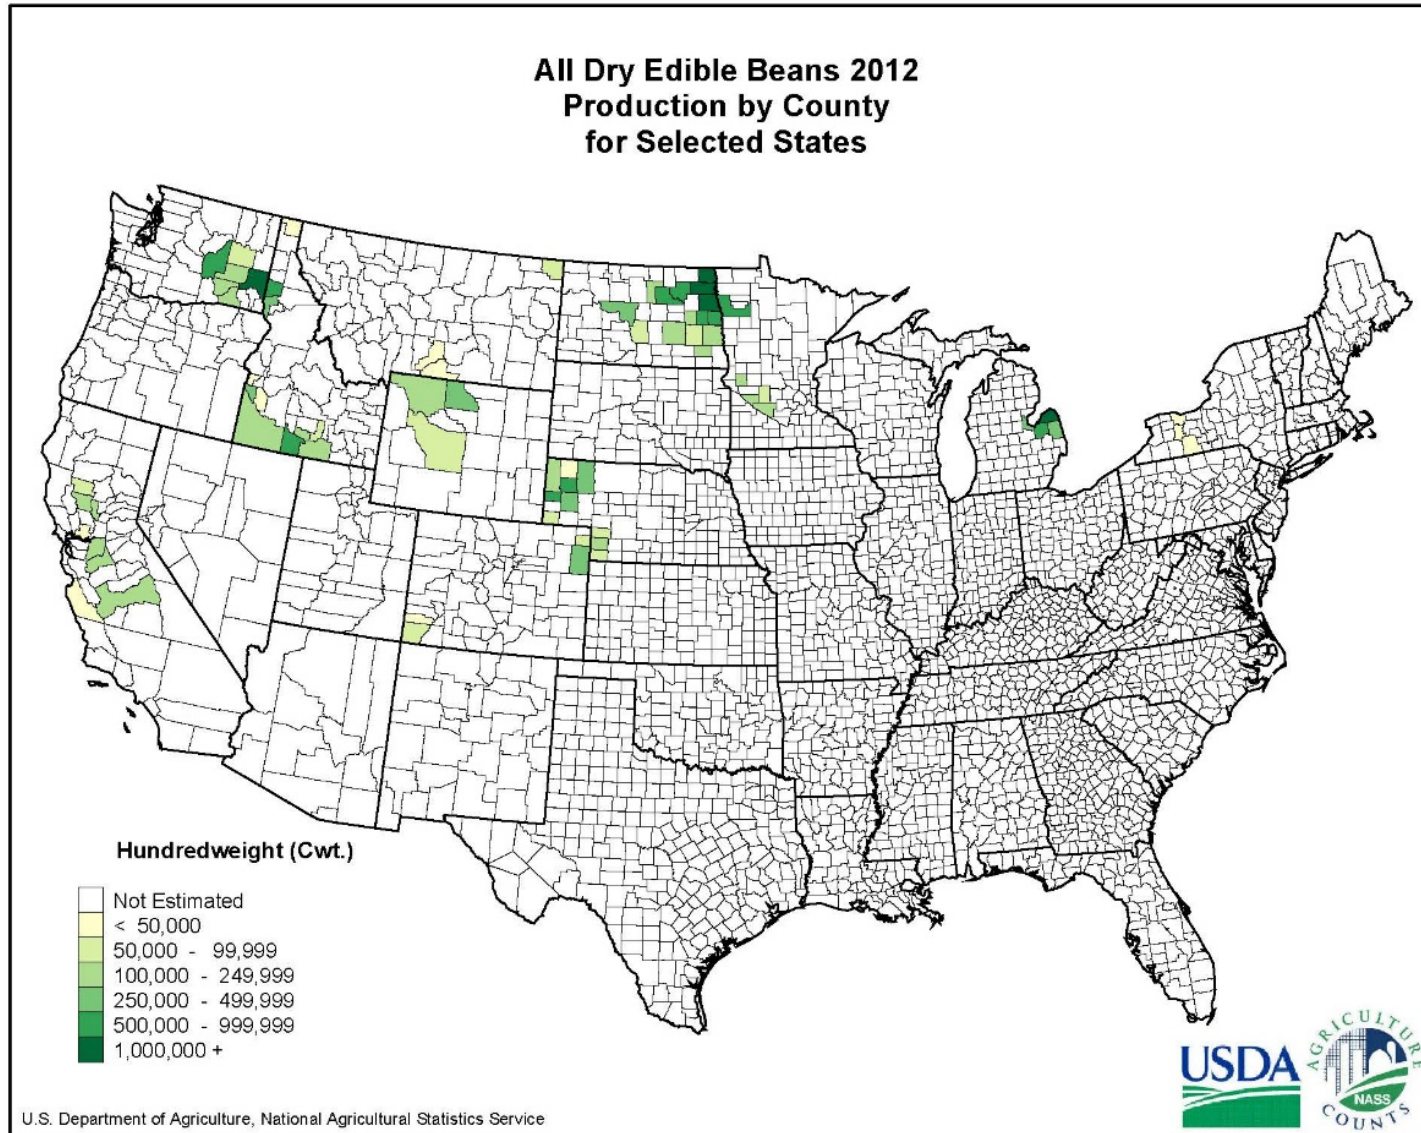 All Dry Edible Beans 2012
Production by County
for Selected States
Hundredweight (Cwt.)
Not Estimated
< 50,000
50,000 - 99,999
100,000 - 249,999
250,000 - 499,999
500,000 - 999,999
1,000,000 +
U.S. Department of Agriculture, National Agricultural Statistics Service
USDA
AGRICULTURE
NASS
COUNTS